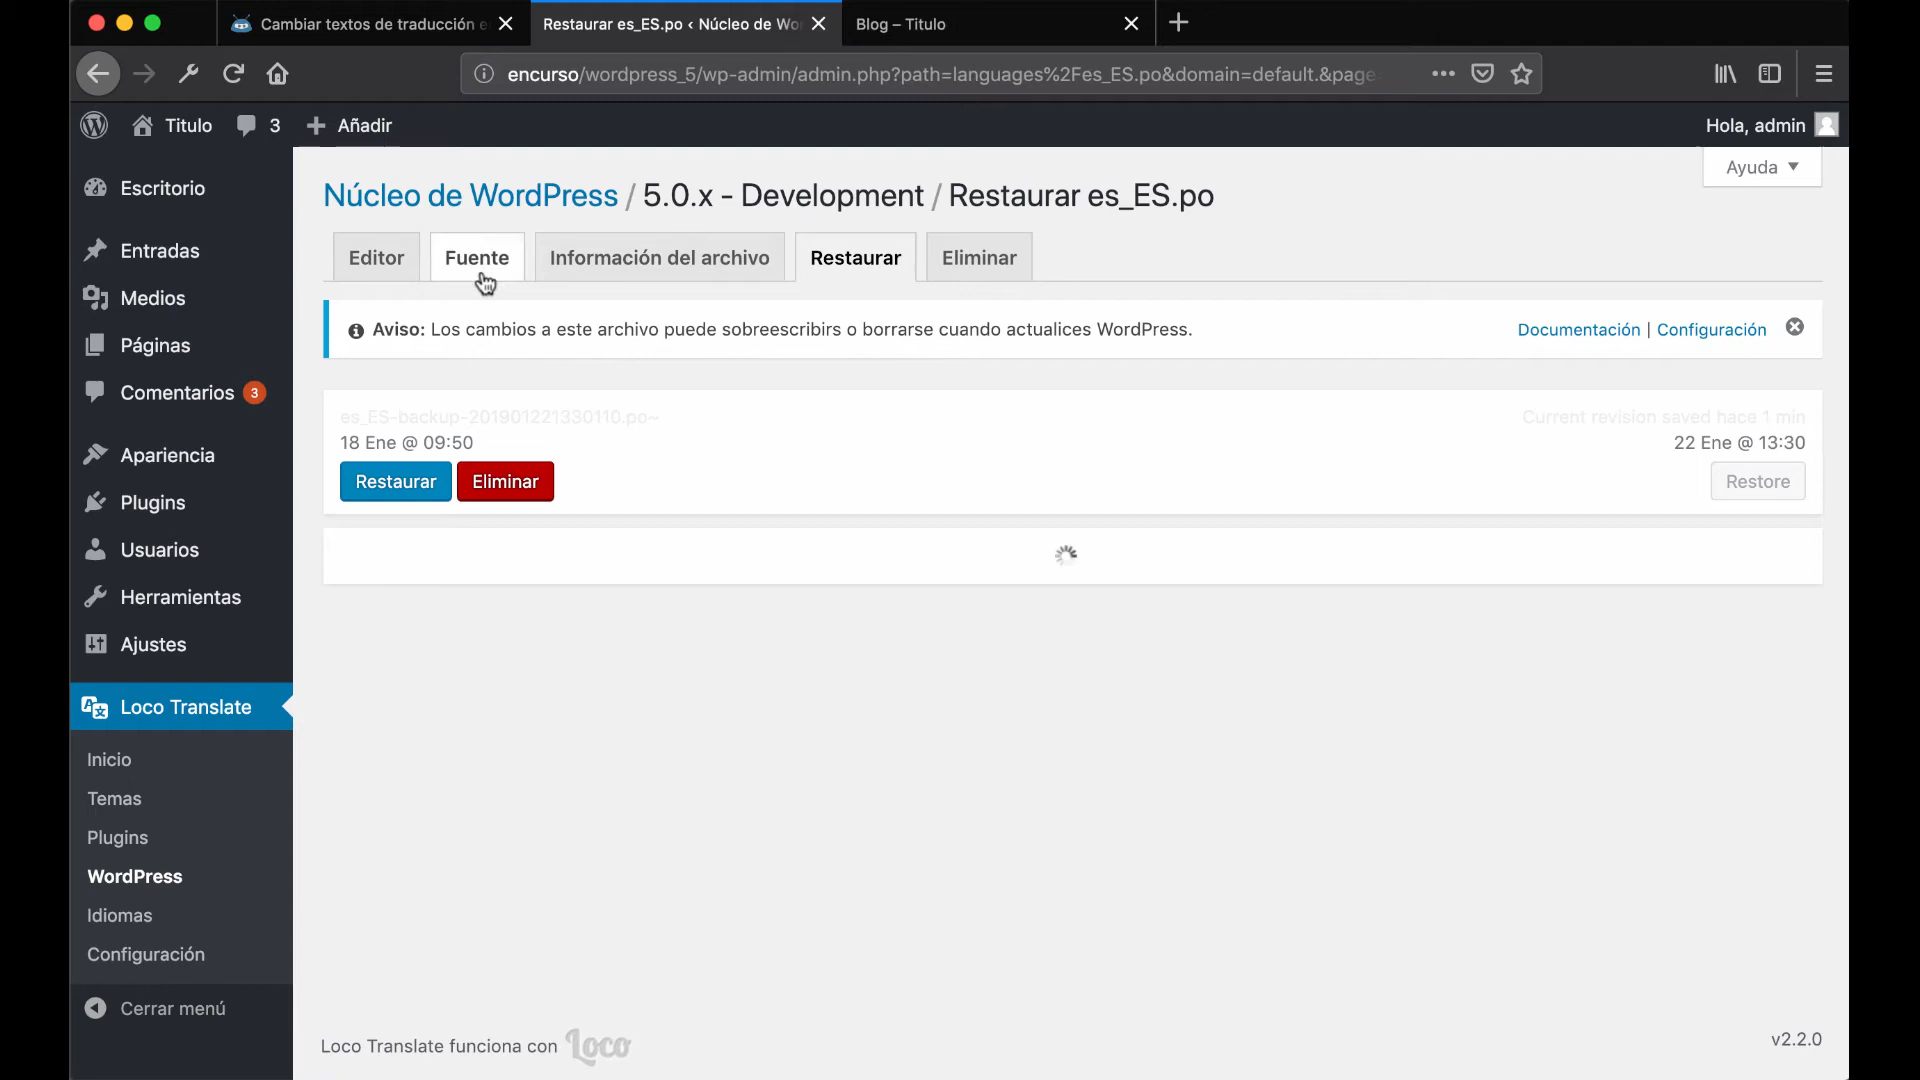 Cambiar textos de traducción e
Restaurar es_ES.po ‹ Núcleo de Wo
Blog – Titulo
encurso/wordpress_5/wp-admin/admin.php?path=languages%2Fes_ES.po&domain=default.&page
Titulo
3
Añadir
Hola, admin
Ayuda
Escritorio
Entradas
Medios
Páginas
Comentarios 3
Apariencia
Plugins
Usuarios
Herramientas
Ajustes
Loco Translate
Inicio
Temas
Plugins
WordPress
Idiomas
Configuración
Cerrar menú
Núcleo de WordPress / 5.0.x - Development / Restaurar es_ES.po
Editor
Fuente
Información del archivo
Restaurar
Eliminar
Aviso: Los cambios a este archivo puede sobreescribirs o borrarse cuando actualices WordPress.
Documentación | Configuración
es_ES-backup-201901221330110.po~
Current revision saved hace 1 min
18 Ene @ 09:50
22 Ene @ 13:30
Restaurar
Eliminar
Restore
Loco Translate funciona con Loco
v2.2.0